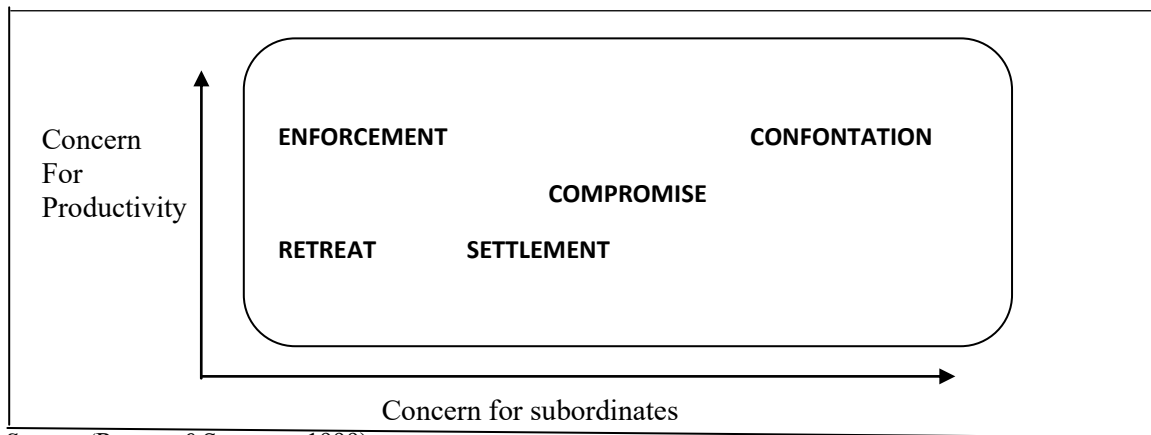 Concern
For
Productivity
ENFORCEMENT CONFONTATION
COMPROMISE
RETREAT SETTLEMENT
Concern for subordinates